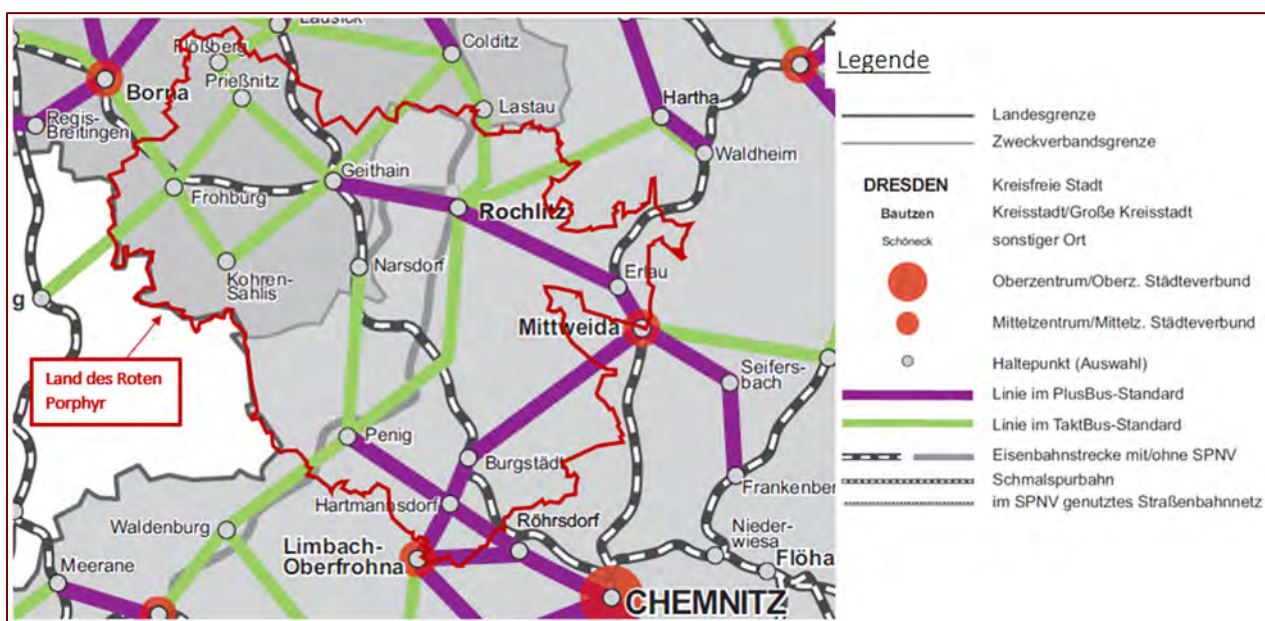 Lausick
Flößberg
Colditz
Prießnitz
Borna
Lastau
Hartha
Regis-
Breitingen
Waldheim
Geithain
Frohburg
Rochlitz
Kohren-
Sahlis
Narsdorf
Erlau
g
Mittweida
Land des Roten
Porphyr
Seifers-
bach
Penig
Burgstädt
Frankenber
Hartmannsdorf
Waldenburg
Röhrsdorf
Nieder-
wiesa
Limbach-
Oberfrohna
Flöha
Meerane
CHEMNITZ
Legende
Landesgrenze
Zweckverbandsgrenze
DRESDEN Kreisfreie Stadt
Bautzen Kreisstadt/Große Kreisstadt
Schöneck sonstiger Ort
Oberzentrum/Oberz. Städteverbund
Mittelzentrum/Mittelz. Städteverbund
Haltepunkt (Auswahl)
Linie im PlusBus-Standard
Linie im TaktBus-Standard
Eisenbahnstrecke mit/ohne SPNV
Schmalspurbahn
im SPNV genutztes Straßenbahnnetz